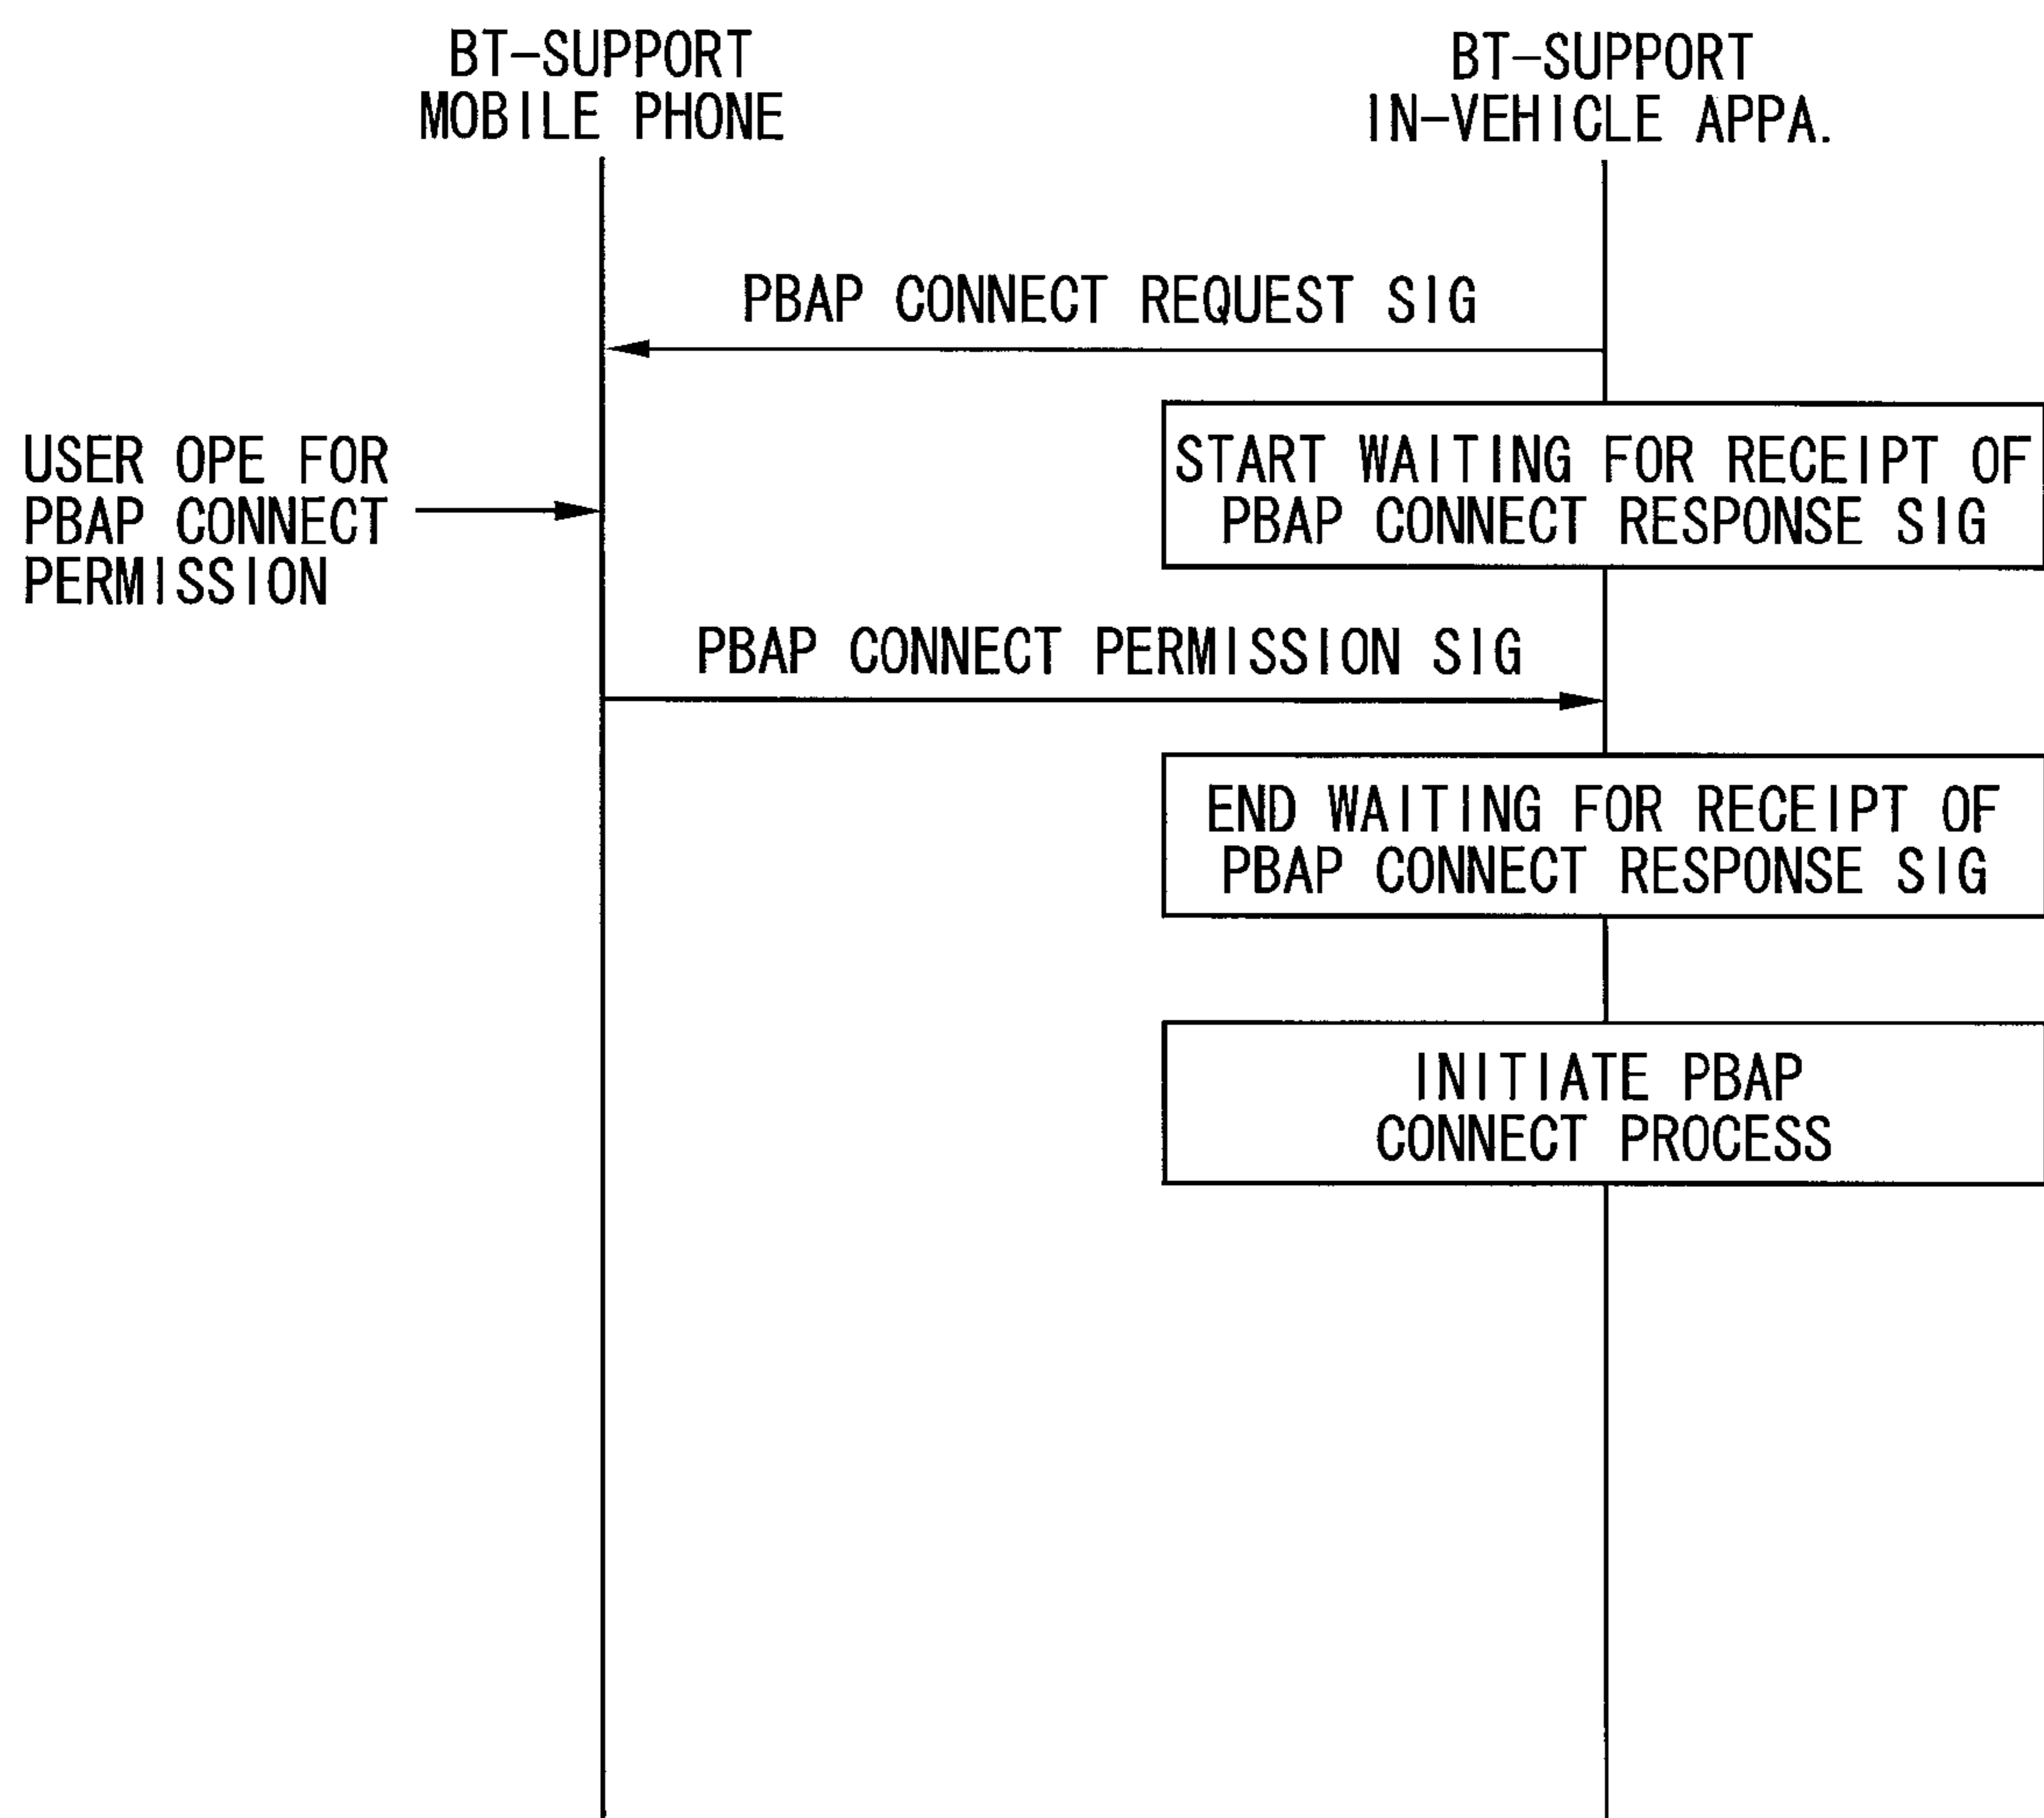 BT-SUPPORT
MOBILE PHONE
BT-SUPPORT
IN-VEHICLE APPA.
PBAP CONNECT REQUEST SIG
START WAITING FOR RECEIPT OF
PBAP CONNECT RESPONSE SIG
USER OPE FOR
PBAP CONNECT
PERMISSION
PBAP CONNECT PERMISSION SIG
END WAITING FOR RECEIPT OF
PBAP CONNECT RESPONSE SIG
INITIATE PBAP
CONNECT PROCESS